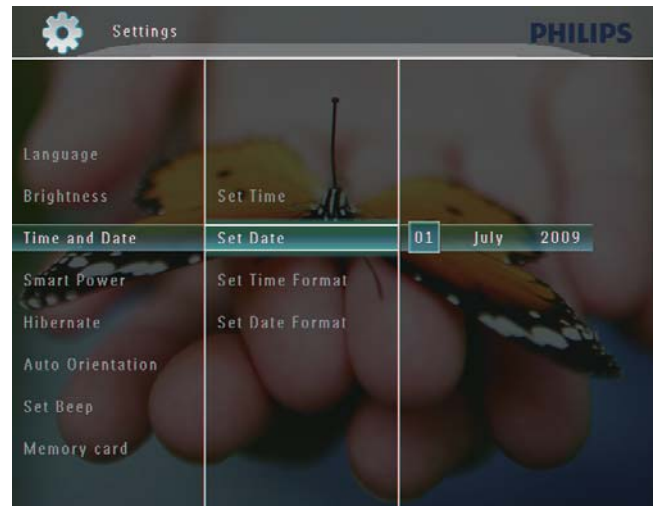 Settings
PHILIPS
Language
Brightness
Time and Date
Smart Power
Hibernate
Auto Orientation
Set Beep
Memory card
Set Time
Set Date
Set Time Format
Set Date Format
01 July 2009